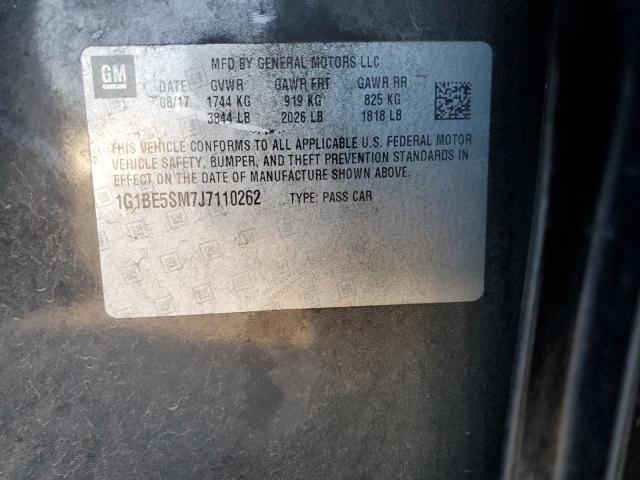 GM
MFD BY GENERAL MOTORS LLC
DATE GVWR GAWR FRT GAWR RR
08/17 1744 KG 919 KG 825 KG
3844 LB 2026 LB 1818 LB
THIS VEHICLE CONFORMS TO ALL APPLICABLE U.S. FEDERAL MOTOR
VEHICLE SAFETY, BUMPER, AND THEFT PREVENTION STANDARDS IN
EFFECT ON THE DATE OF MANUFACTURE SHOWN ABOVE.
1G1BE5SM7J7110262 TYPE: PASS CAR